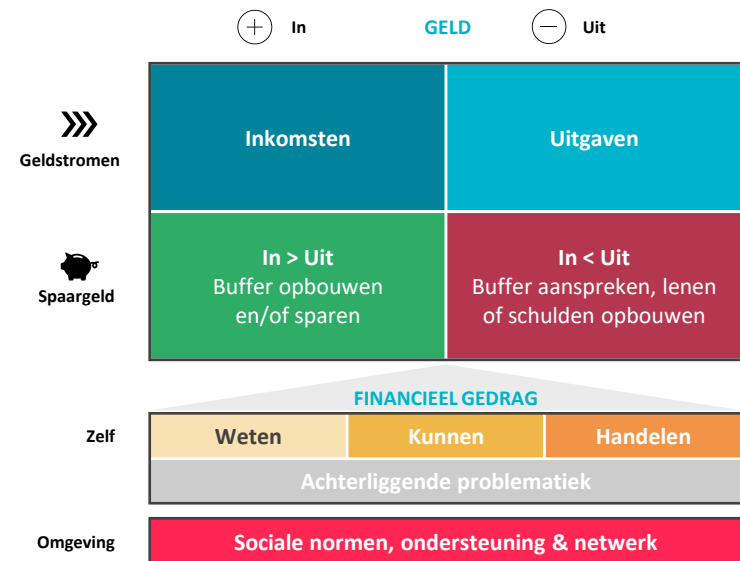 In
GELD
Uit
Geldstromen
Inkomsten
Uitgaven
Spaargeld
In > Uit
Buffer opbouwen
en/of sparen
In < Uit
Buffer aanspreken, lenen
of schulden opbouwen
FINANCIEEL GEDRAG
Zelf
Weten
Kunnen
Handelen
Achterliggende problematiek
Omgeving
Sociale normen, ondersteuning & netwerk